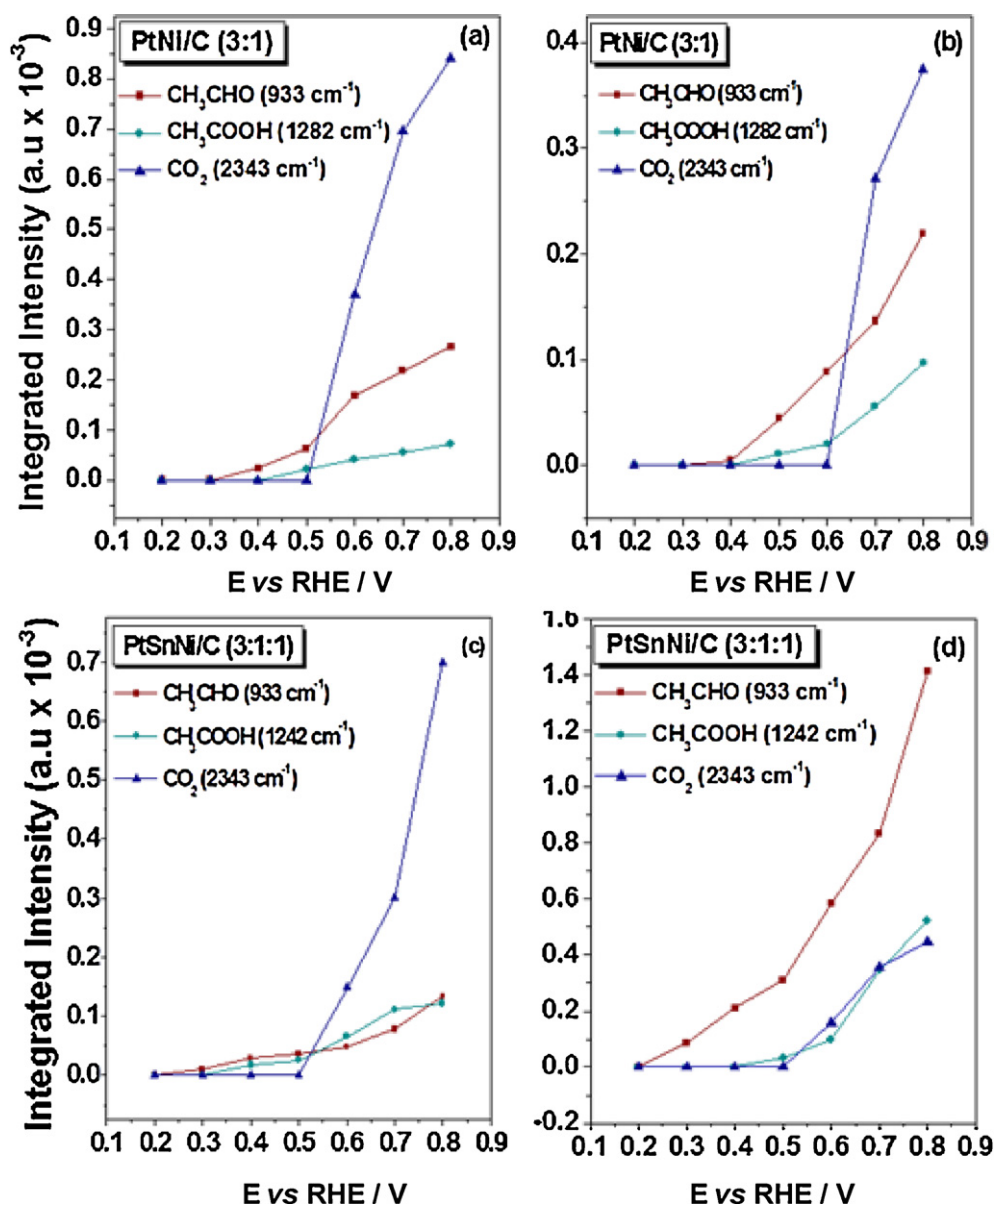 PtNi/C (3:1)
(a)
CH3CHO (933 cm-1)
CH3COOH (1282 cm-1)
CO2 (2343 cm-1)
0.9
0.8
0.7
0.6
0.5
0.4
0.3
0.2
0.1
0.0
Integrated Intensity (a.u x 10-3)
0.1 0.2 0.3 0.4 0.5 0.6 0.7 0.8 0.9
E vs RHE / V
PtNi/C (3:1)
(b)
CH3CHO (933 cm-1)
CH3COOH (1282 cm-1)
CO2 (2343 cm-1)
0.4
0.3
0.2
0.1
0.0
0.1 0.2 0.3 0.4 0.5 0.6 0.7 0.8 0.9
E vs RHE / V
PtSnNi/C (3:1:1)
(c)
CH3CHO (933 cm-1)
CH3COOH (1242 cm-1)
CO2 (2343 cm-1)
0.7
0.6
0.5
0.4
0.3
0.2
0.1
0.0
Integrated Intensity (a.u x 10-3)
0.1 0.2 0.3 0.4 0.5 0.6 0.7 0.8 0.9
E vs RHE / V
PtSnNi/C (3:1:1)
(d)
CH3CHO (933 cm-1)
CH3COOH (1242 cm-1)
CO2 (2343 cm-1)
1.6
1.4
1.2
1.0
0.8
0.6
0.4
0.2
0.0
-0.2
0.1 0.2 0.3 0.4 0.5 0.6 0.7 0.8 0.9
E vs RHE / V